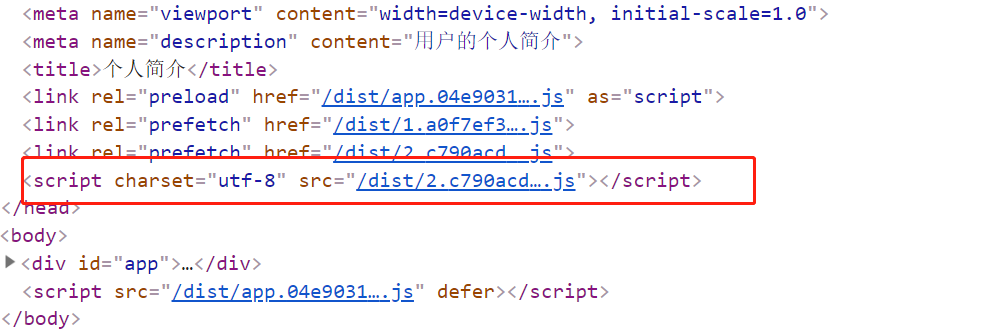 <meta name="viewport" content="width=device-width, initial-scale=1.0">
<meta name="description" content="用户的个人简介">
<title>个人简介</title>
<link rel="preload" href="/dist/app.04e9031….js" as="script">
<link rel="prefetch" href="/dist/1.a0f7ef3….js">
<link rel="prefetch" href="/dist/2.c790acd….js">
<script charset="utf-8" src="/dist/2.c790acd….js"></script>
</head>
<body>
<div id="app">…</div>
<script src="/dist/app.04e9031….js" defer></script>
</body>